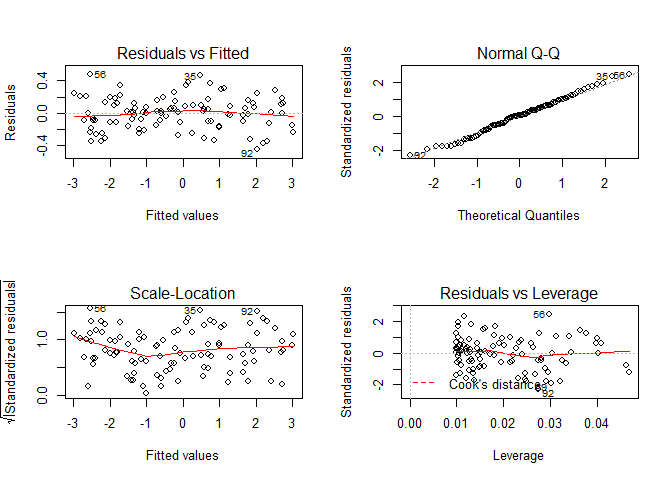 Residuals vs Fitted
Residuals
-0.4 0.0 0.4
56
35
92
-3 -2 -1 0 1 2 3
Fitted values
Normal Q-Q
Standardized residuals
-2 0 2
35 56
92
-2 -1 0 1 2
Theoretical Quantiles
Scale-Location
√|Standardized residuals|
0.0 1.0
56
35
92
-3 -2 -1 0 1 2 3
Fitted values
Residuals vs Leverage
Standardized residuals
-2 0 2
56
Cook's distance
92
0.00 0.01 0.02 0.03 0.04
Leverage